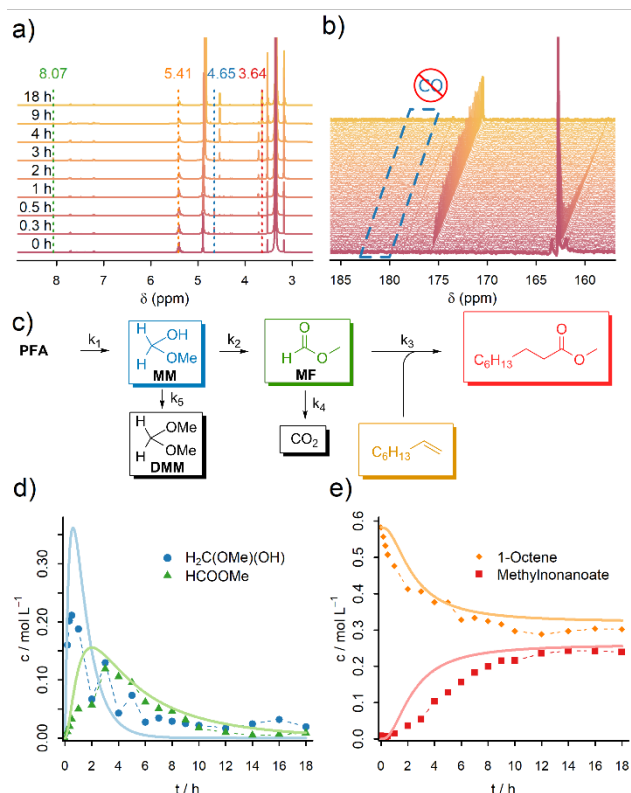 a)
8.07 5.41 4.65 3.64
18 h
9 h
4 h
3 h
2 h
1 h
0.5 h
0.3 h
0 h
8 7 6 5 4 3
δ (ppm)
b)
CO
185 180 175 170 165 160
δ (ppm)
c)
PFA
k1
H
H
OH
OMe
MM
k2
O
H
O
MF
k3
C6H13
O
O
k5
H
H
OMe
OMe
DMM
k4
CO2
C6H13
d)
c / mol L⁻¹
0.30
0.20
0.10
0.00
H2C(OMe)(OH)
HCOOMe
0 2 4 6 8 10 12 14 16 18
t / h
e)
c / mol L⁻¹
0.6
0.5
0.4
0.3
0.2
0.1
0.0
1-Octene
Methylnonanoate
0 2 4 6 8 10 12 14 16 18
t / h